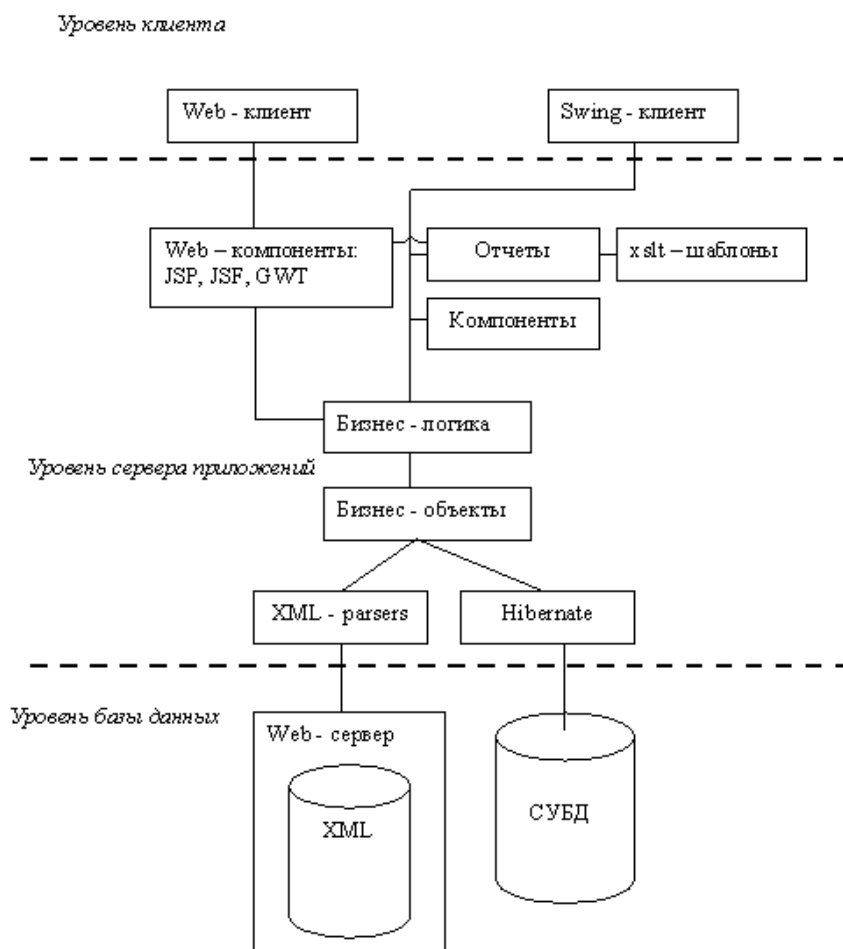 Уровень клиента
Web - клиент
Swing - клиент
Web – компоненты:
JSP, JSF, GWT
Отчеты
xslt – шаблоны
Компоненты
Бизнес - логика
Уровень сервера приложений
Бизнес - объекты
XML - parsers
Hibernate
Уровень базы данных
Web - сервер
XML
СУБД